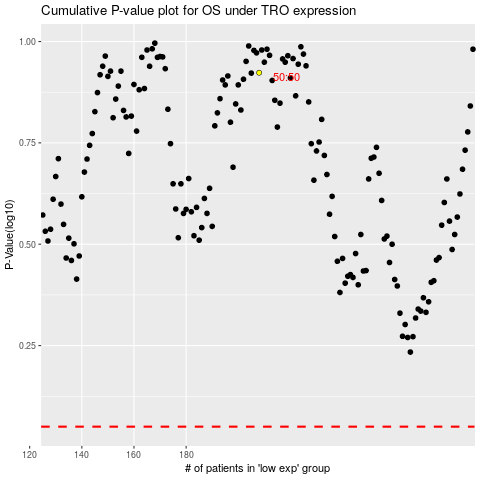 Cumulative P-value plot for OS under TRO expression
P-Value(log10)
1.00
0.75
0.50
0.25
50:50
120 140 160 180
# of patients in 'low exp' group